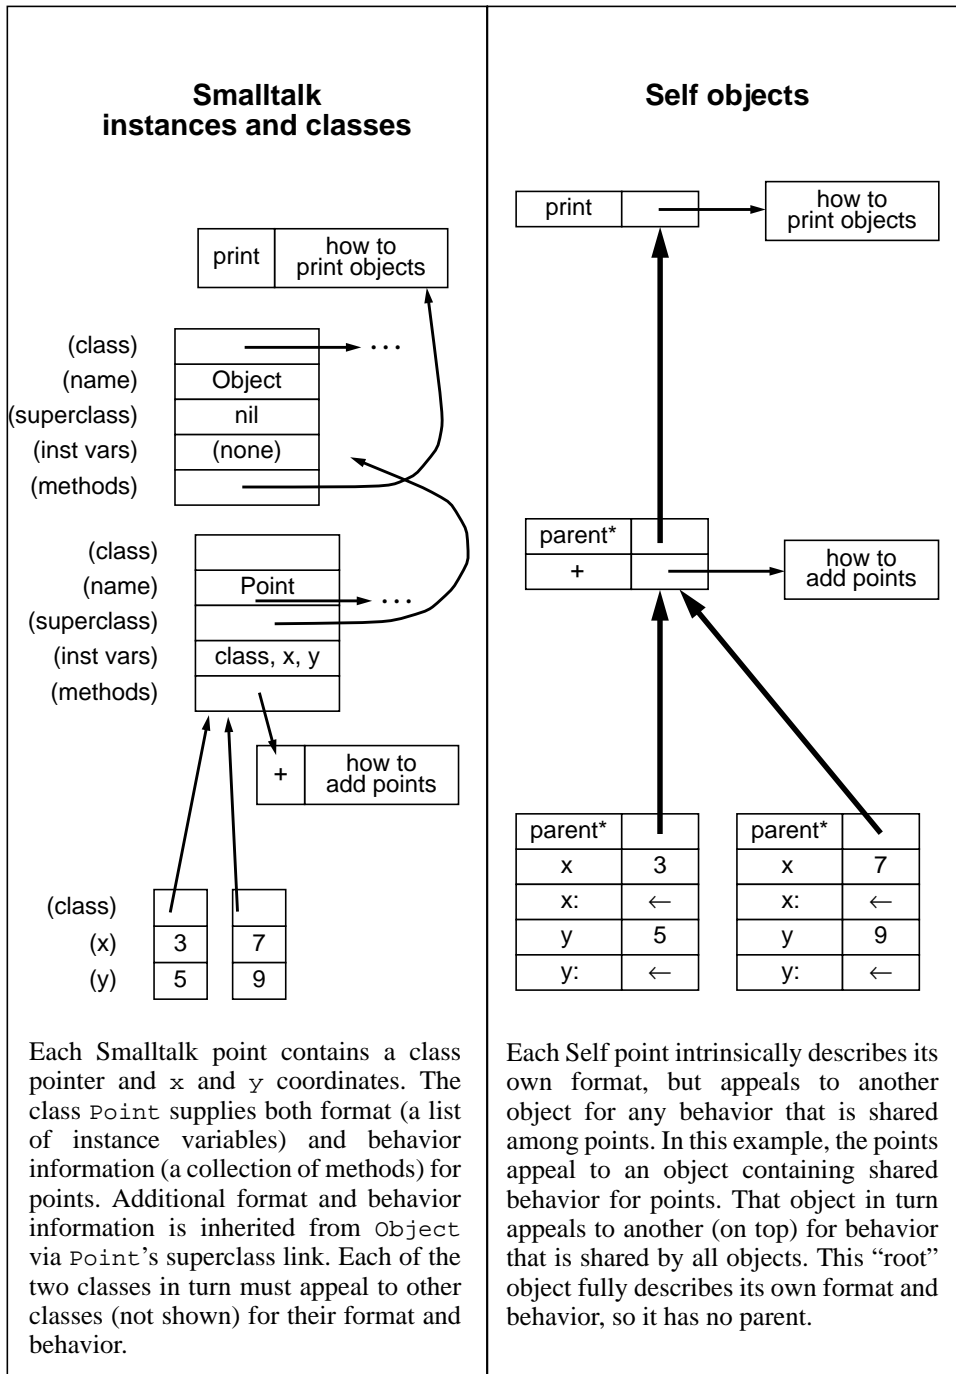 Smalltalk
instances and classes
print
how to
print objects
(class)
...
(name)
Object
(superclass)
nil
(inst vars)
(none)
(methods)
(class)
(name)
Point
...
(superclass)
(inst vars)
class, x, y
(methods)
+
how to
add points
(class)
(x)
3
7
(y)
5
9
Each Smalltalk point contains a class
pointer and x and y coordinates. The
class Point supplies both format (a list
of instance variables) and behavior
information (a collection of methods) for
points. Additional format and behavior
information is inherited from Object
via Point’s superclass link. Each of the
two classes in turn must appeal to other
classes (not shown) for their format and
behavior.
Self objects
print
how to
print objects
parent*
+
how to
add points
parent*
x
3
x:
←
y
5
y:
←
parent*
x
7
x:
←
y
9
y:
←
Each Self point intrinsically describes its
own format, but appeals to another
object for any behavior that is shared
among points. In this example, the points
appeal to an object containing shared
behavior for points. That object in turn
appeals to another (on top) for behavior
that is shared by all objects. This “root”
object fully describes its own format and
behavior, so it has no parent.